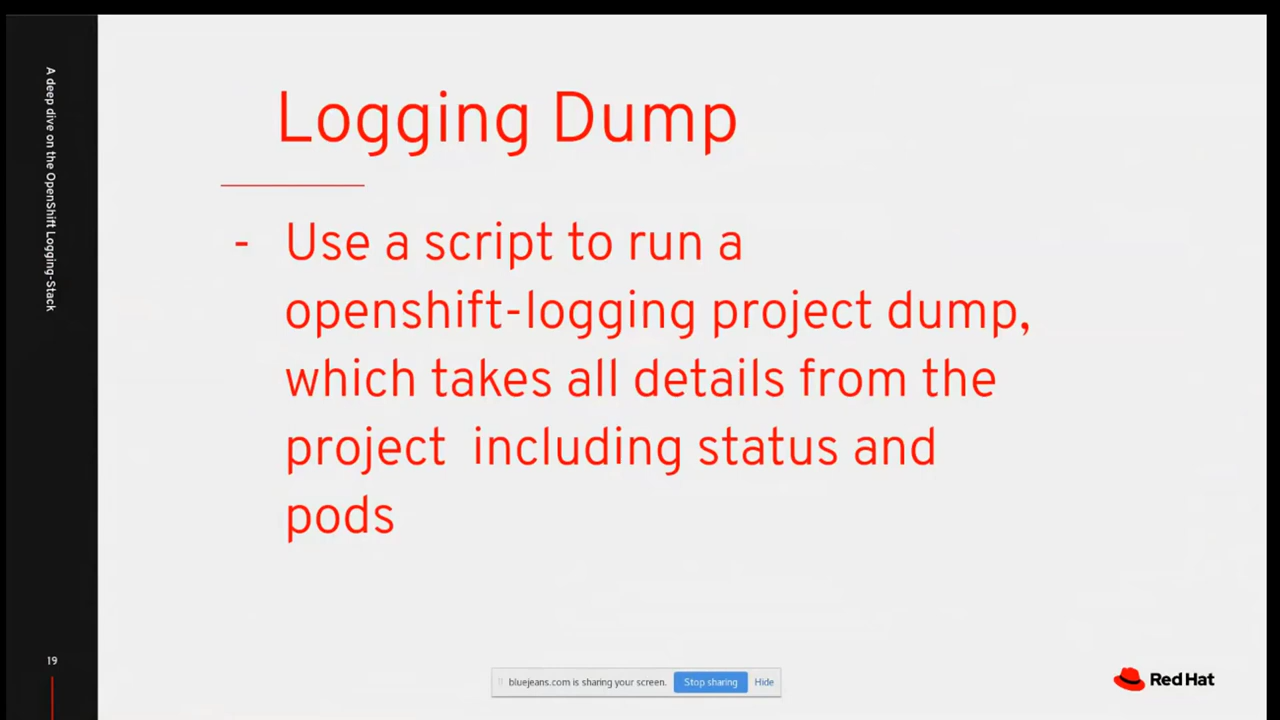 A deep dive on the OpenShift Logging-Stack
Logging Dump
- Use a script to run a
openshift-logging project dump,
which takes all details from the
project including status and
pods
19
bluejeans.com is sharing your screen. Stop sharing Hide
Red Hat